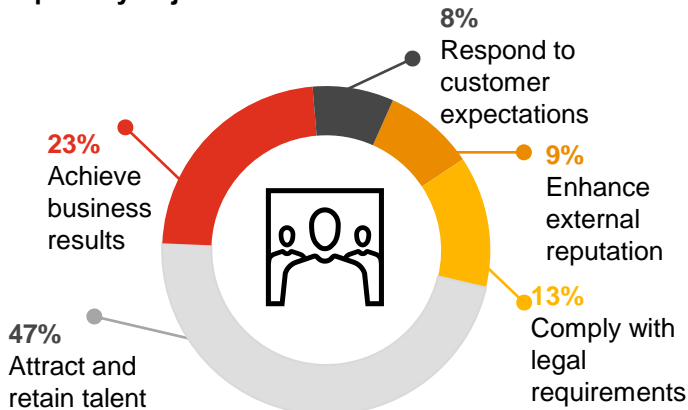 8%
Respond to
customer
expectations
23%
Achieve
business
results
9%
Enhance
external
reputation
13%
Comply with
legal
requirements
47%
Attract and
retain talent